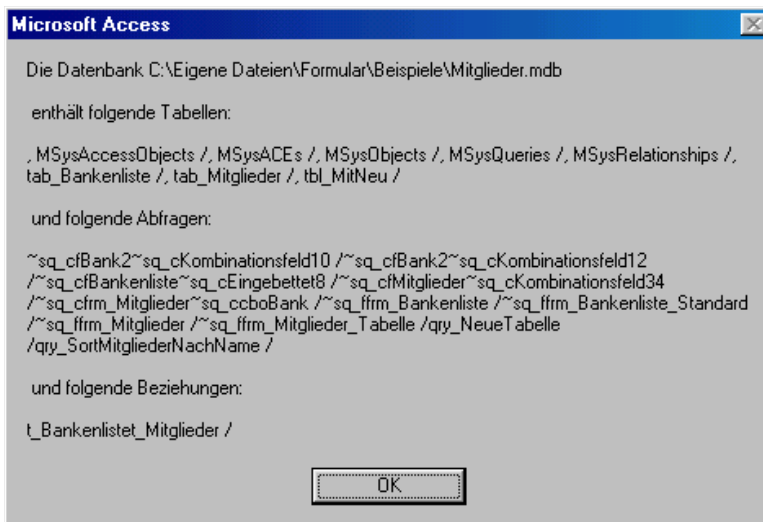 Microsoft Access
Die Datenbank C:\Eigene Dateien\Formular\Beispiele\Mitglieder.mdb
enthält folgende Tabellen:
, MSysAccessObjects /, MSysACEs /, MSysObjects /, MSysQueries /, MSysRelationships /,
tab_Bankenliste /, tab_Mitglieder /, tbl_MitNeu /
und folgende Abfragen:
~sq_cfBank2~sq_cKombinationsfeld10 /~sq_cfBank2~sq_cKombinationsfeld12
/~sq_cfBankenliste~sq_cEingebettet8 /~sq_cfMitglieder~sq_cKombinationsfeld34
/~sq_cfrm_Mitglieder~sq_ccboBank /~sq_ffrm_Bankenliste /~sq_ffrm_Bankenliste_Standard
/~sq_ffrm_Mitglieder /~sq_ffrm_Mitglieder_Tabelle /qry_NeueTabelle
/qry_SortMitgliederNachName /
und folgende Beziehungen:
t_Bankenlistet_Mitglieder /
OK